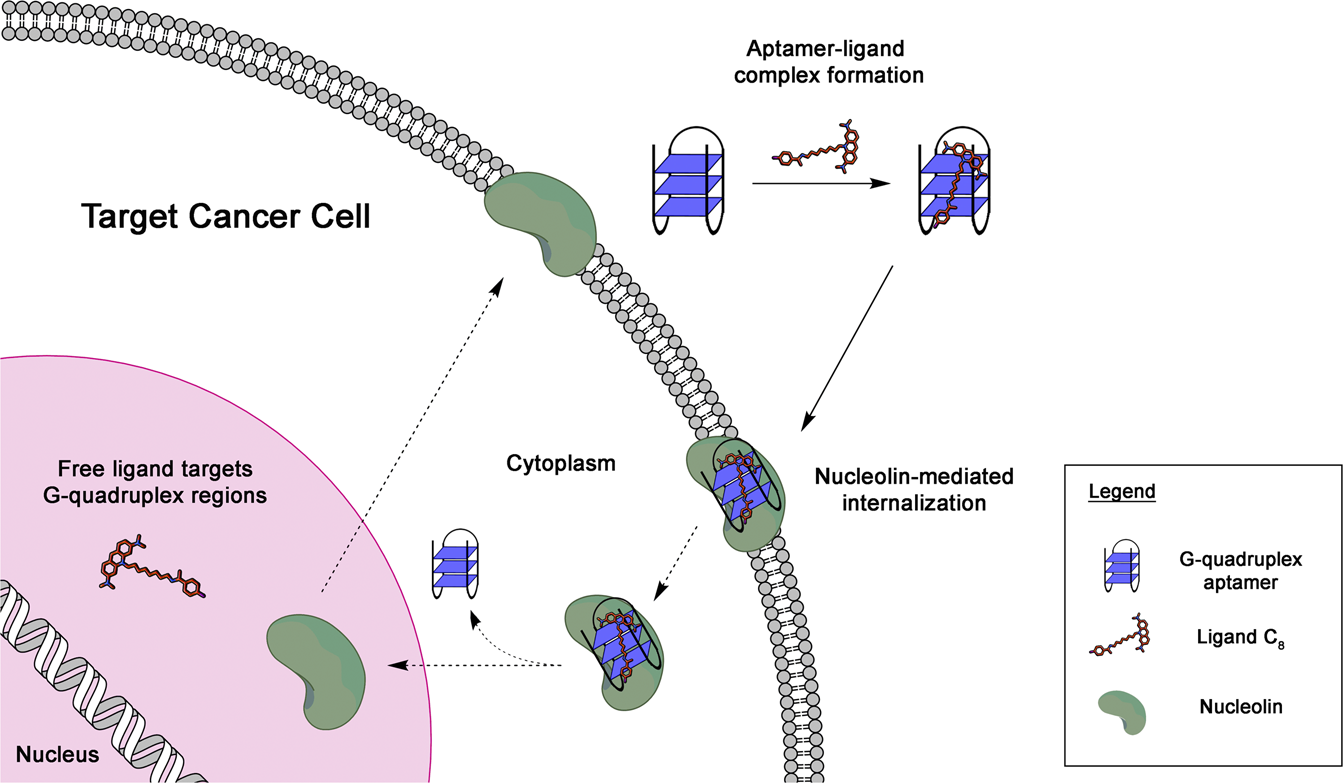 Aptamer-ligand
complex formation
Target Cancer Cell
Cytoplasm
Nucleolin-mediated
internalization
Free ligand targets
G-quadruplex regions
Nucleus
Legend
G-quadruplex
aptamer
Ligand C₈
Nucleolin